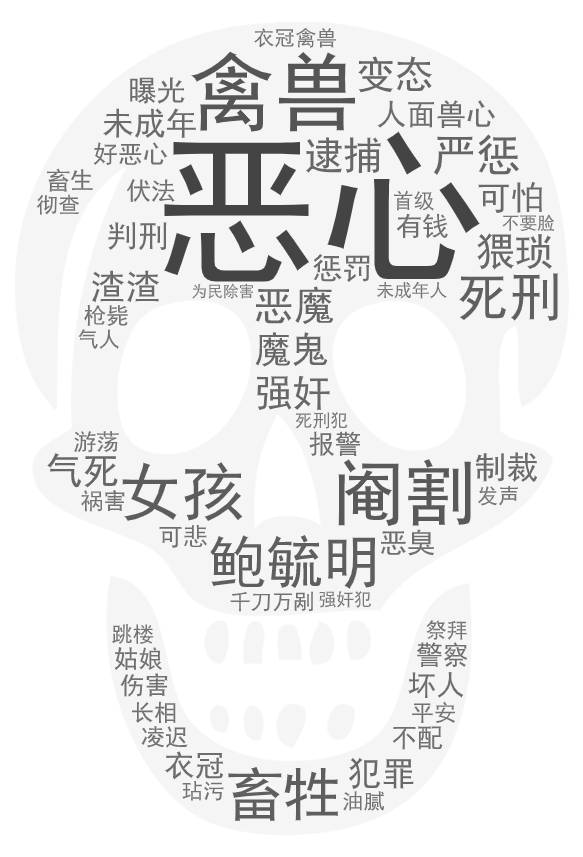 衣冠禽兽
禽兽
变态
曝光
人面兽心
未成年
好恶心
逮捕
严惩
恶心
畜生
彻查
伏法
首级
可怕
有钱
不要脸
判刑
猥琐
惩罚
渣渣
为民除害
未成年人
死刑
恶魔
枪毙
气人
魔鬼
强奸
死刑犯
游荡
报警
气死
制裁
女孩
阉割
祸害
发声
可悲
鲍毓明
恶臭
千刀万剐
强奸犯
跳楼
祭拜
姑娘
警察
伤害
坏人
长相
平安
凌迟
不配
衣冠
犯罪
玷污
畜牲
油腻